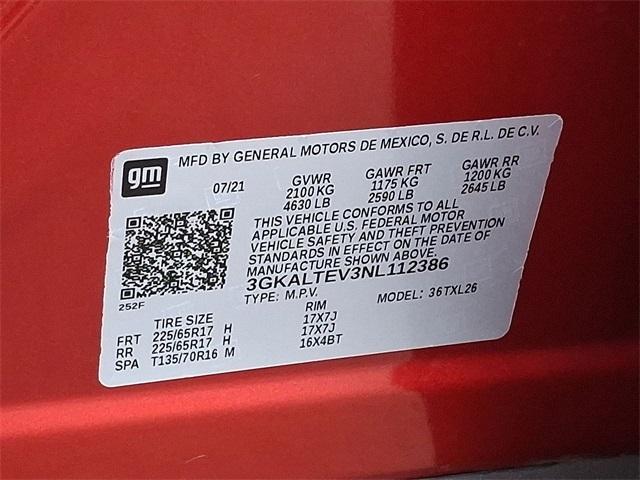 gm
MFD BY GENERAL MOTORS DE MEXICO, S. DE R.L. DE C.V.
07/21 GVWR GAWR FRT GAWR RR
2100 KG 1175 KG 1200 KG
4630 LB 2590 LB 2645 LB
THIS VEHICLE CONFORMS TO ALL
APPLICABLE U.S. FEDERAL MOTOR
VEHICLE SAFETY AND THEFT PREVENTION
STANDARDS IN EFFECT ON THE DATE OF
MANUFACTURE SHOWN ABOVE.
3GKALTEV3NL112386
252F
TYPE: M.P.V. MODEL: 36TXL26
TIRE SIZE RIM
FRT 225/65R17 H 17X7J
RR 225/65R17 H 17X7J
SPA T135/70R16 M 16X4BT